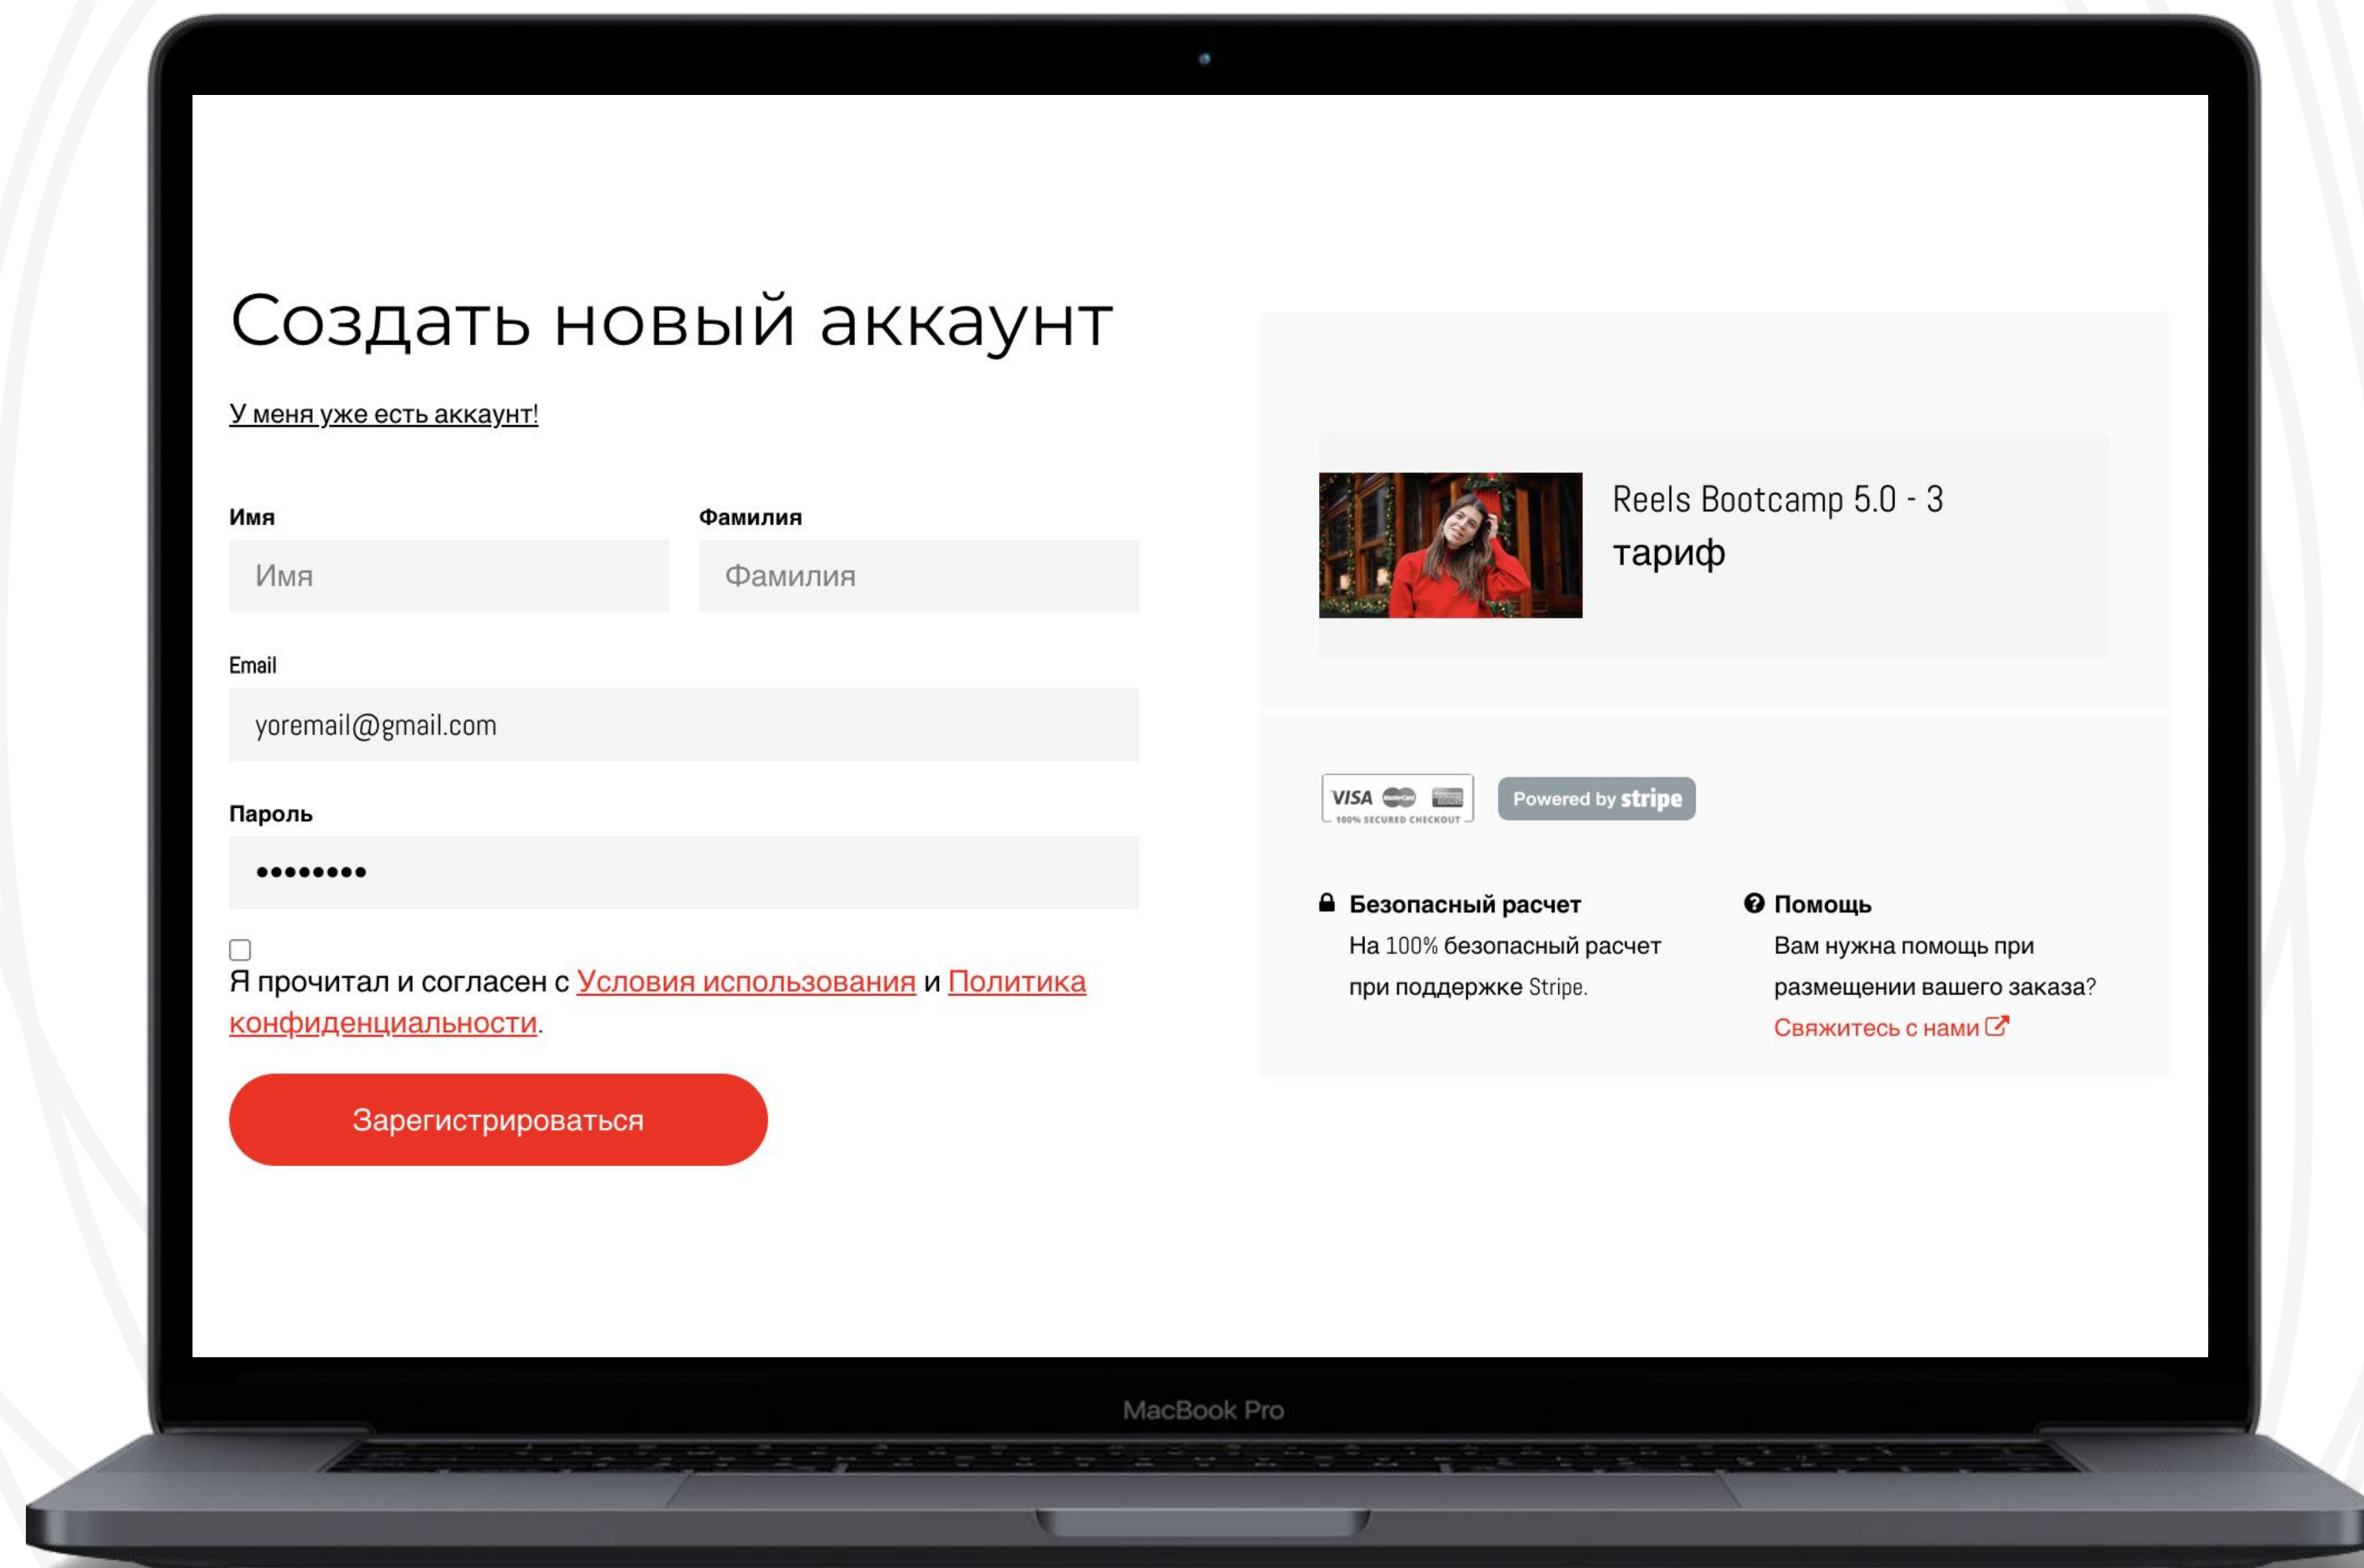 Создать новый аккаунт
У меня уже есть аккаунт!
Имя
Фамилия
Имя
Фамилия
Email
yoremail@gmail.com
Пароль
Я прочитал и согласен с Условия использования и Политика
конфиденциальности.
Зарегистрироваться
Reels Bootcamp 5.0 - 3
тариф
VISA MasterCard
100% SECURED CHECKOUT
Powered by stripe
Безопасный расчет
На 100% безопасный расчет
при поддержке Stripe.
Помощь
Вам нужна помощь при
размещении вашего заказа?
Свяжитесь с нами
MacBook Pro